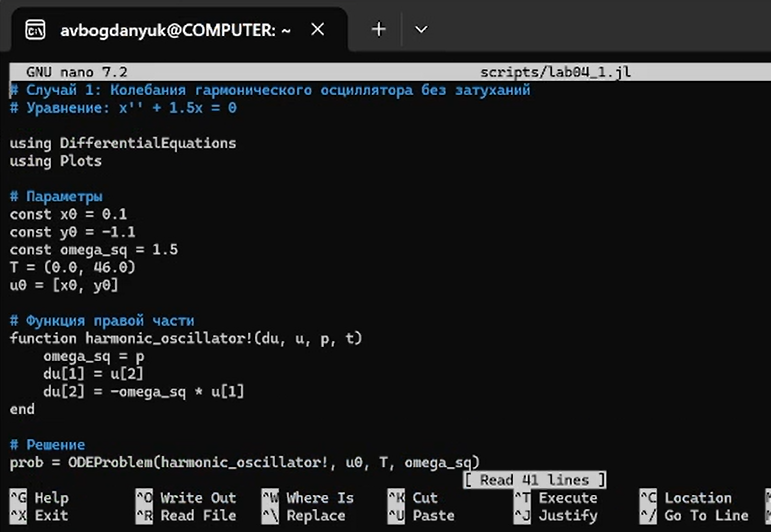 avbogdanyuk@COMPUTER: ~
GNU nano 7.2 scripts/lab04_1.jl
# Случай 1: Колебания гармонического осциллятора без затуханий
# Уравнение: x'' + 1.5x = 0
using DifferentialEquations
using Plots
# Параметры
const x0 = 0.1
const y0 = -1.1
const omega_sq = 1.5
T = (0.0, 46.0)
u0 = [x0, y0]
# Функция правой части
function harmonic_oscillator!(du, u, p, t)
    omega_sq = p
    du[1] = u[2]
    du[2] = -omega_sq * u[1]
end
# Решение
prob = ODEProblem(harmonic_oscillator!, u0, T, omega_sq)
[ Read 41 lines ]
^G Help ^O Write Out ^W Where Is ^K Cut ^T Execute ^C Location
^X Exit ^R Read File ^\ Replace ^U Paste ^J Justify ^/ Go To Line